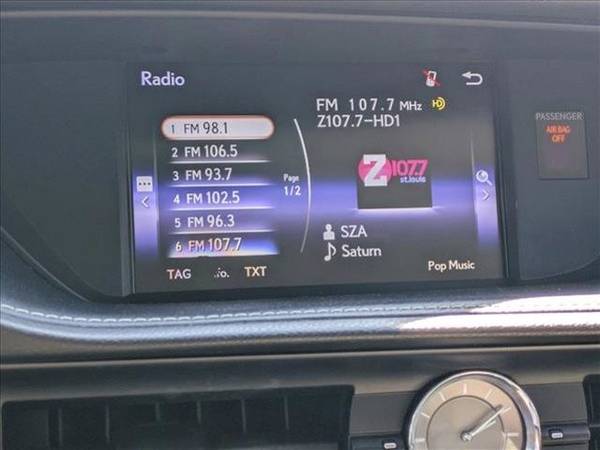 Radio
FM 107.7 MHz HD
Z107.7-HD1
PASSENGER
AIR BAG
OFF
1 FM 98.1
2 FM 106.5
3 FM 93.7
4 FM 102.5
5 FM 96.3
6 FM 107.7
Page
1/2
Z107.7
st.louis
SZA
Saturn
TAG TXT
Pop Music